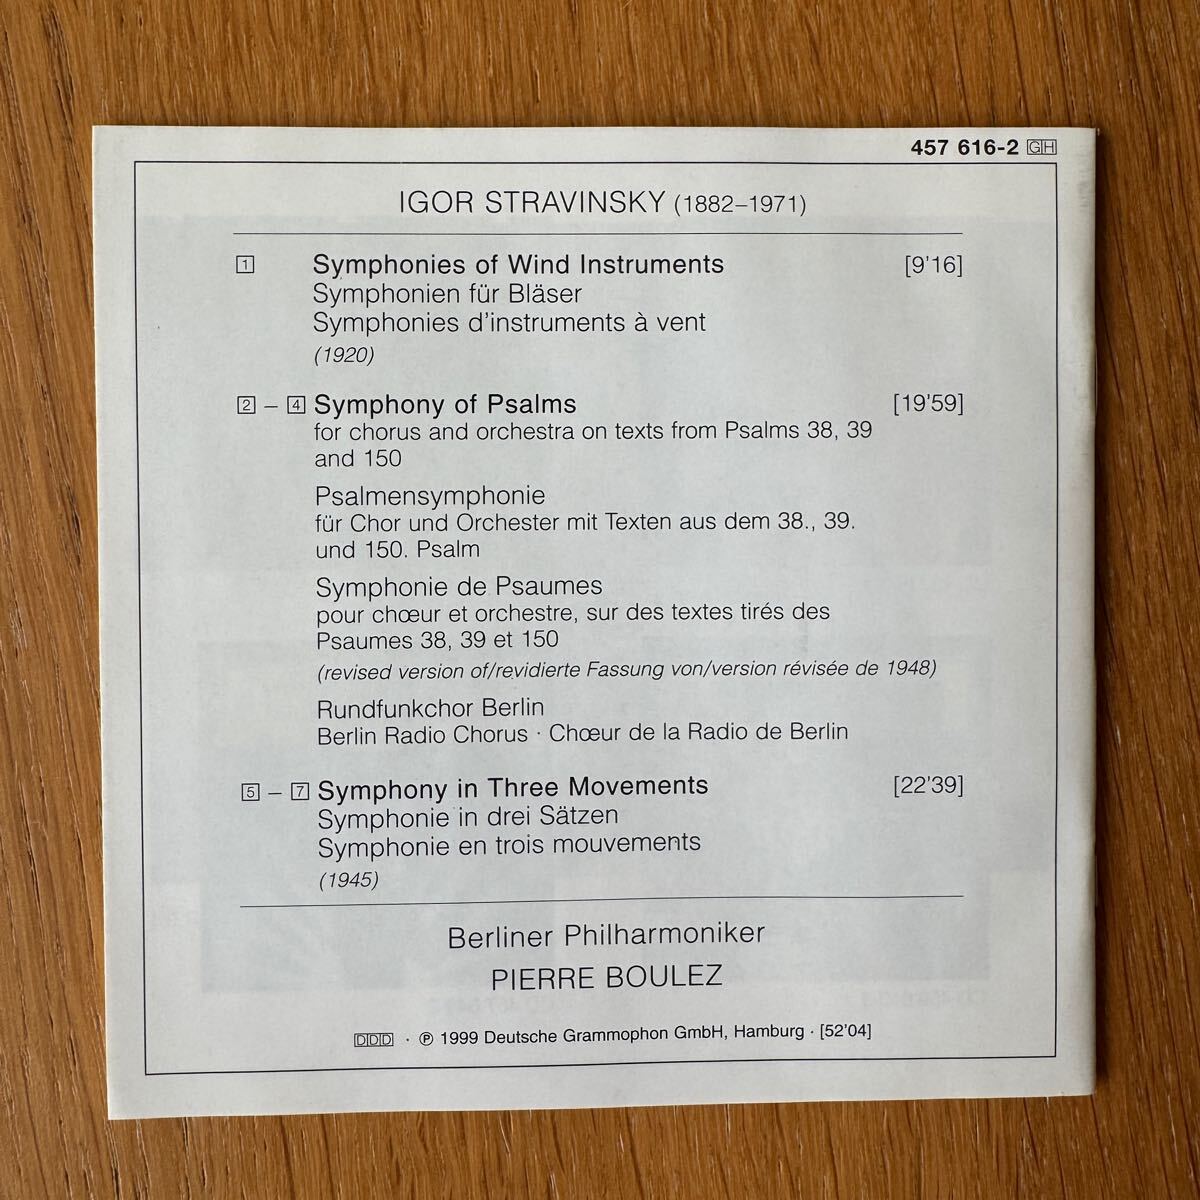 457 616-2 GH
IGOR STRAVINSKY (1882–1971)
1 Symphonies of Wind Instruments [9'16]
Symphonien für Bläser
Symphonies d'instruments à vent
(1920)
2 – 4 Symphony of Psalms [19'59]
for chorus and orchestra on texts from Psalms 38, 39
and 150
Psalmensymphonie
für Chor und Orchester mit Texten aus dem 38., 39.
und 150. Psalm
Symphonie de Psaumes
pour chœur et orchestre, sur des textes tirés des
Psaumes 38, 39 et 150
(revised version of/revidierte Fassung von/version révisée de 1948)
Rundfunkchor Berlin
Berlin Radio Chorus · Chœur de la Radio de Berlin
5 – 7 Symphony in Three Movements [22'39]
Symphonie in drei Sätzen
Symphonie en trois mouvements
(1945)
Berliner Philharmoniker
PIERRE BOULEZ
DDD · ℗ 1999 Deutsche Grammophon GmbH, Hamburg · [52'04]